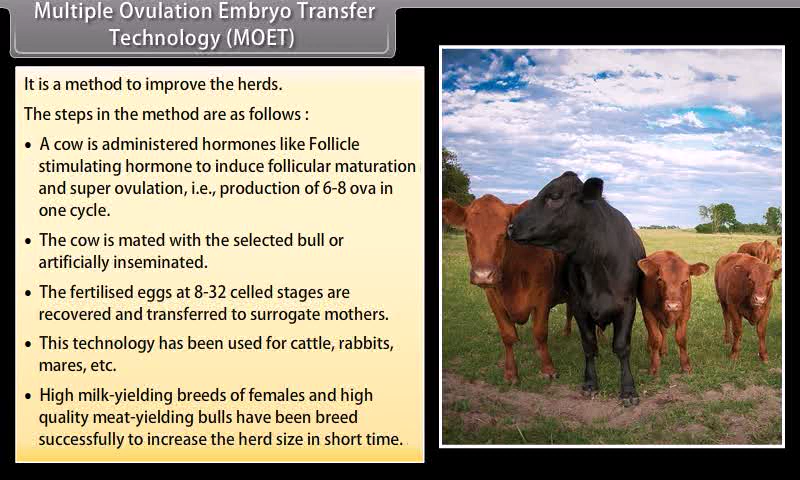 Multiple Ovulation Embryo Transfer
Technology (MOET)
It is a method to improve the herds.
The steps in the method are as follows :
• A cow is administered hormones like Follicle
stimulating hormone to induce follicular maturation
and super ovulation, i.e., production of 6-8 ova in
one cycle.
• The cow is mated with the selected bull or
artificially inseminated.
• The fertilised eggs at 8-32 celled stages are
recovered and transferred to surrogate mothers.
• This technology has been used for cattle, rabbits,
mares, etc.
• High milk-yielding breeds of females and high
quality meat-yielding bulls have been breed
successfully to increase the herd size in short time.